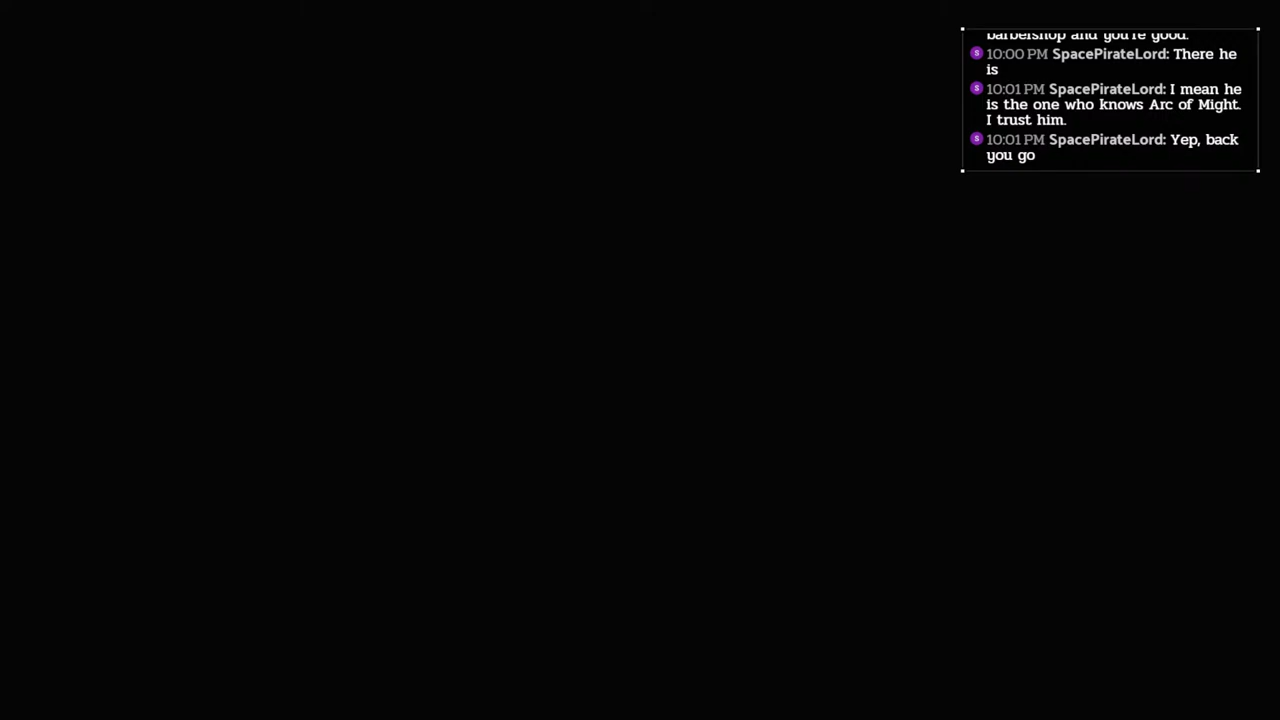 barbershop and you're good.
S 10:00 PM SpacePirateLord: There he
is
S 10:01 PM SpacePirateLord: I mean he
is the one who knows Arc of Might.
I trust him.
S 10:01 PM SpacePirateLord: Yep, back
you go